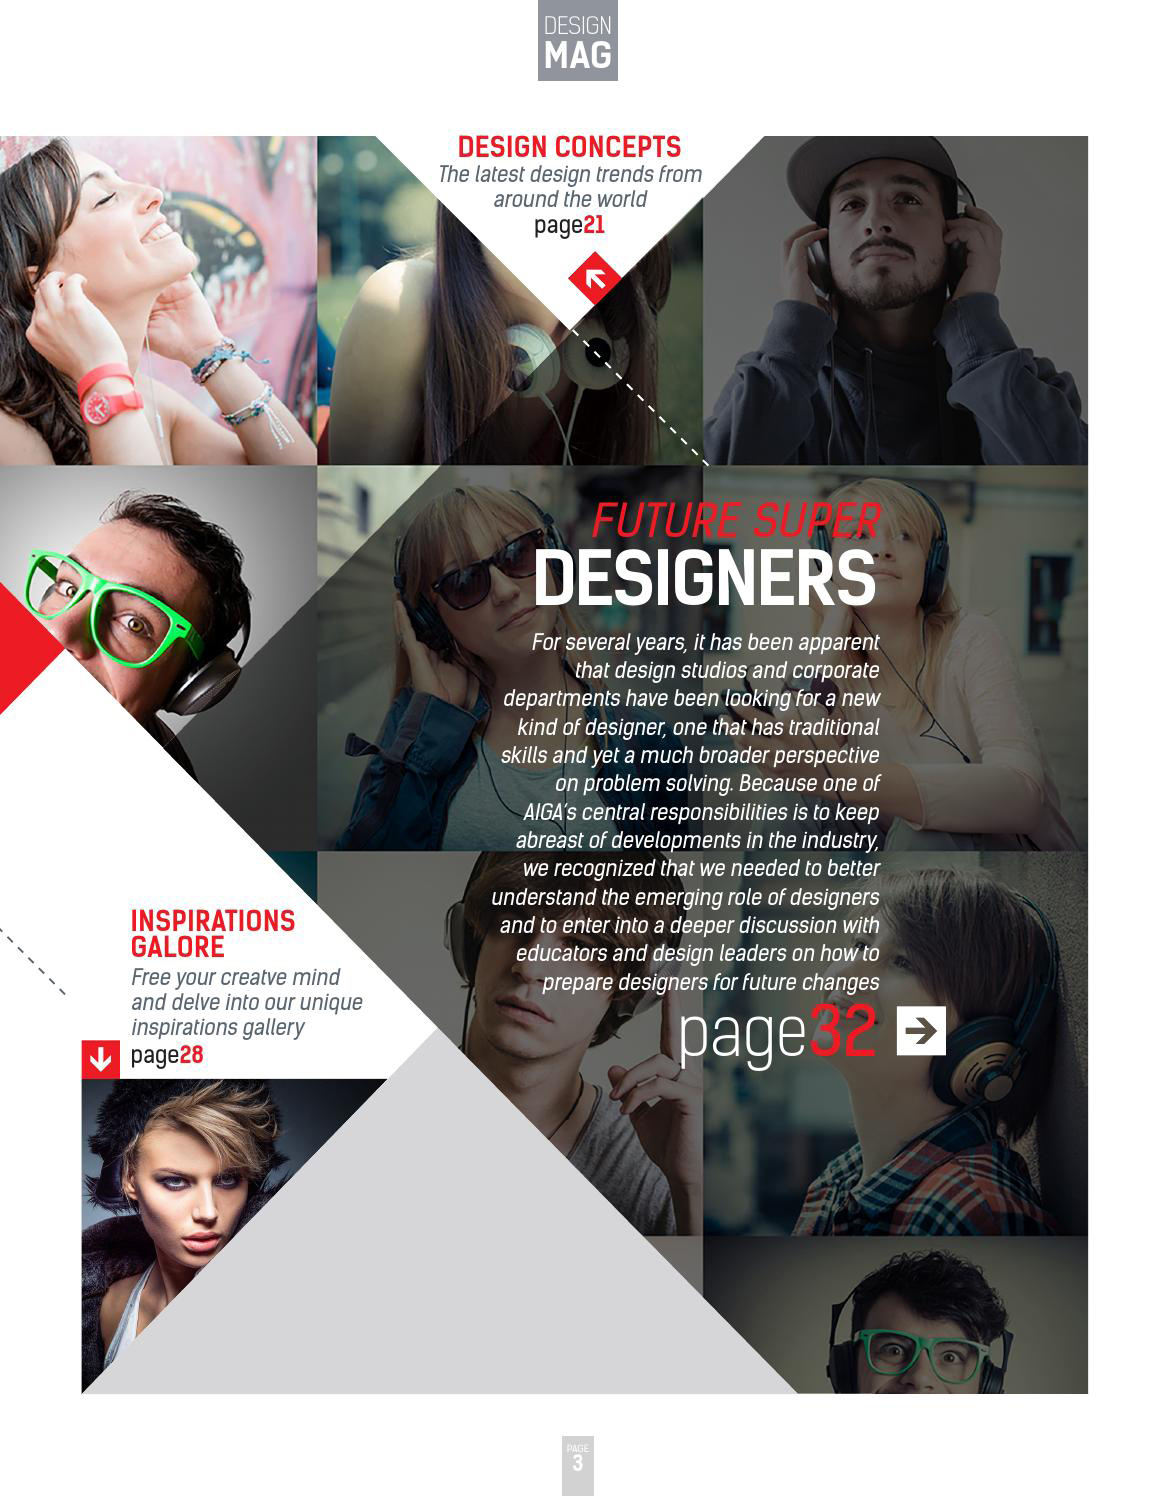 DESIGN
MAG
DESIGN CONCEPTS
The latest design trends from
around the world
page21
FUTURE SUPER
DESIGNERS
For several years, it has been apparent
that design studios and corporate
departments have been looking for a new
kind of designer, one that has traditional
skills and yet a much broader perspective
on problem solving. Because one of
AIGA's central responsibilities is to keep
abreast of developments in the industry,
we recognized that we needed to better
understand the emerging role of designers
and to enter into a deeper discussion with
educators and design leaders on how to
prepare designers for future changes
page32
INSPIRATIONS
GALORE
Free your creatve mind
and delve into our unique
inspirations gallery
page28
PAGE
3